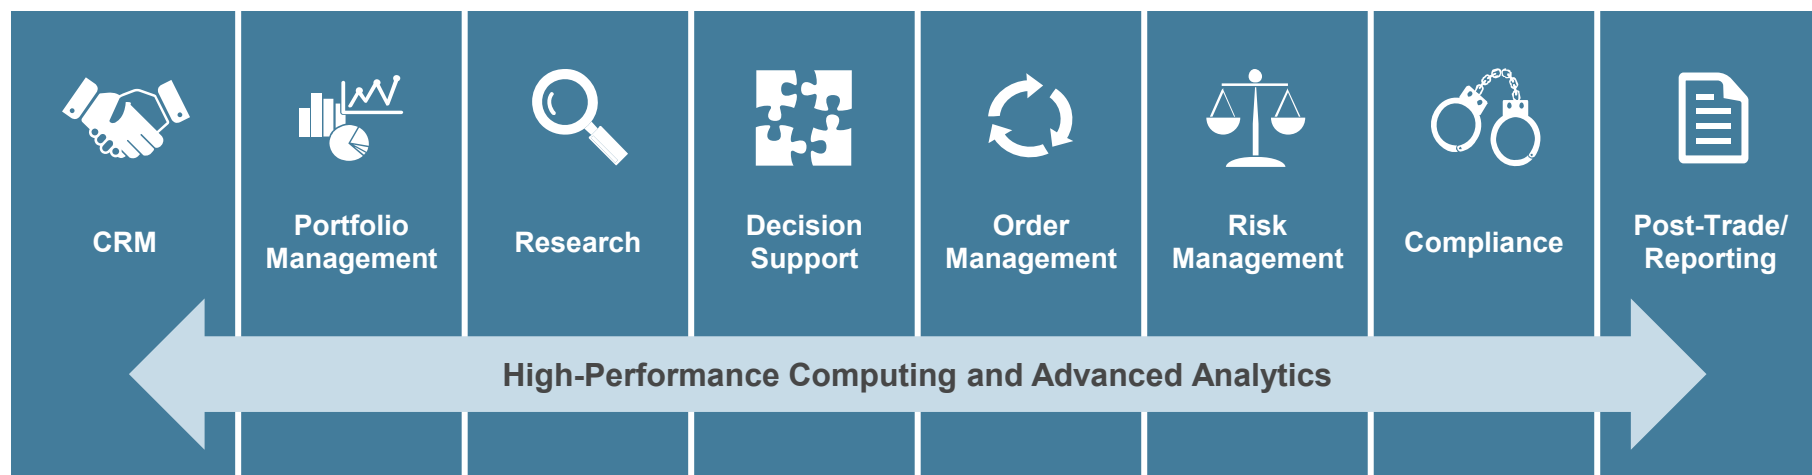 CRM
Portfolio
Management
Research
Decision
Support
Order
Management
Risk
Management
Compliance
Post-Trade/
Reporting
High-Performance Computing and Advanced Analytics